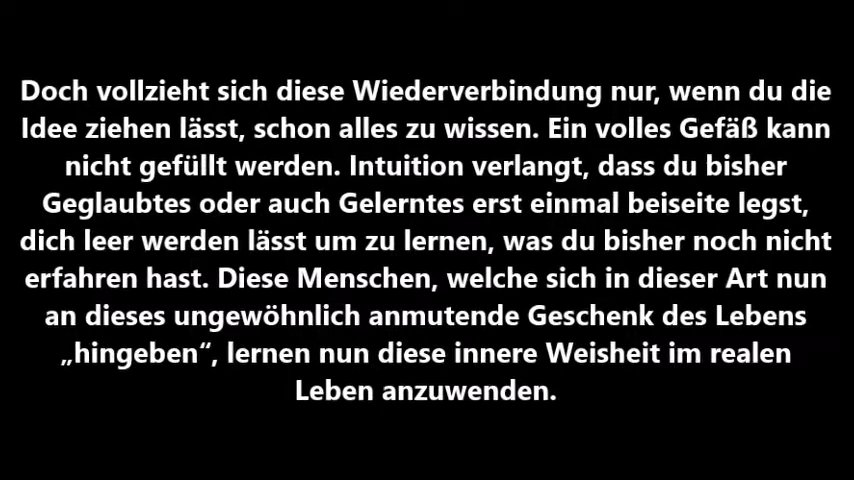 Doch vollzieht sich diese Wiederverbindung nur, wenn du die
Idee ziehen lässt, schon alles zu wissen. Ein volles Gefäß kann
nicht gefüllt werden. Intuition verlangt, dass du bisher
Geglaubtes oder auch Gelerntes erst einmal beiseite legst,
dich leer werden lässt um zu lernen, was du bisher noch nicht
erfahren hast. Diese Menschen, welche sich in dieser Art nun
an dieses ungewöhnlich anmutende Geschenk des Lebens
„hingeben“, lernen nun diese innere Weisheit im realen
Leben anzuwenden.